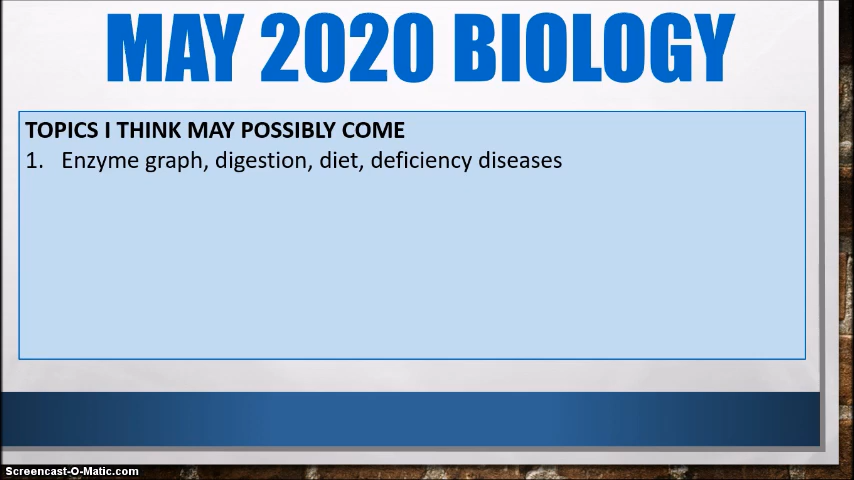 MAY 2020 BIOLOGY
TOPICS I THINK MAY POSSIBLY COME
1. Enzyme graph, digestion, diet, deficiency diseases
Screencast-O-Matic.com